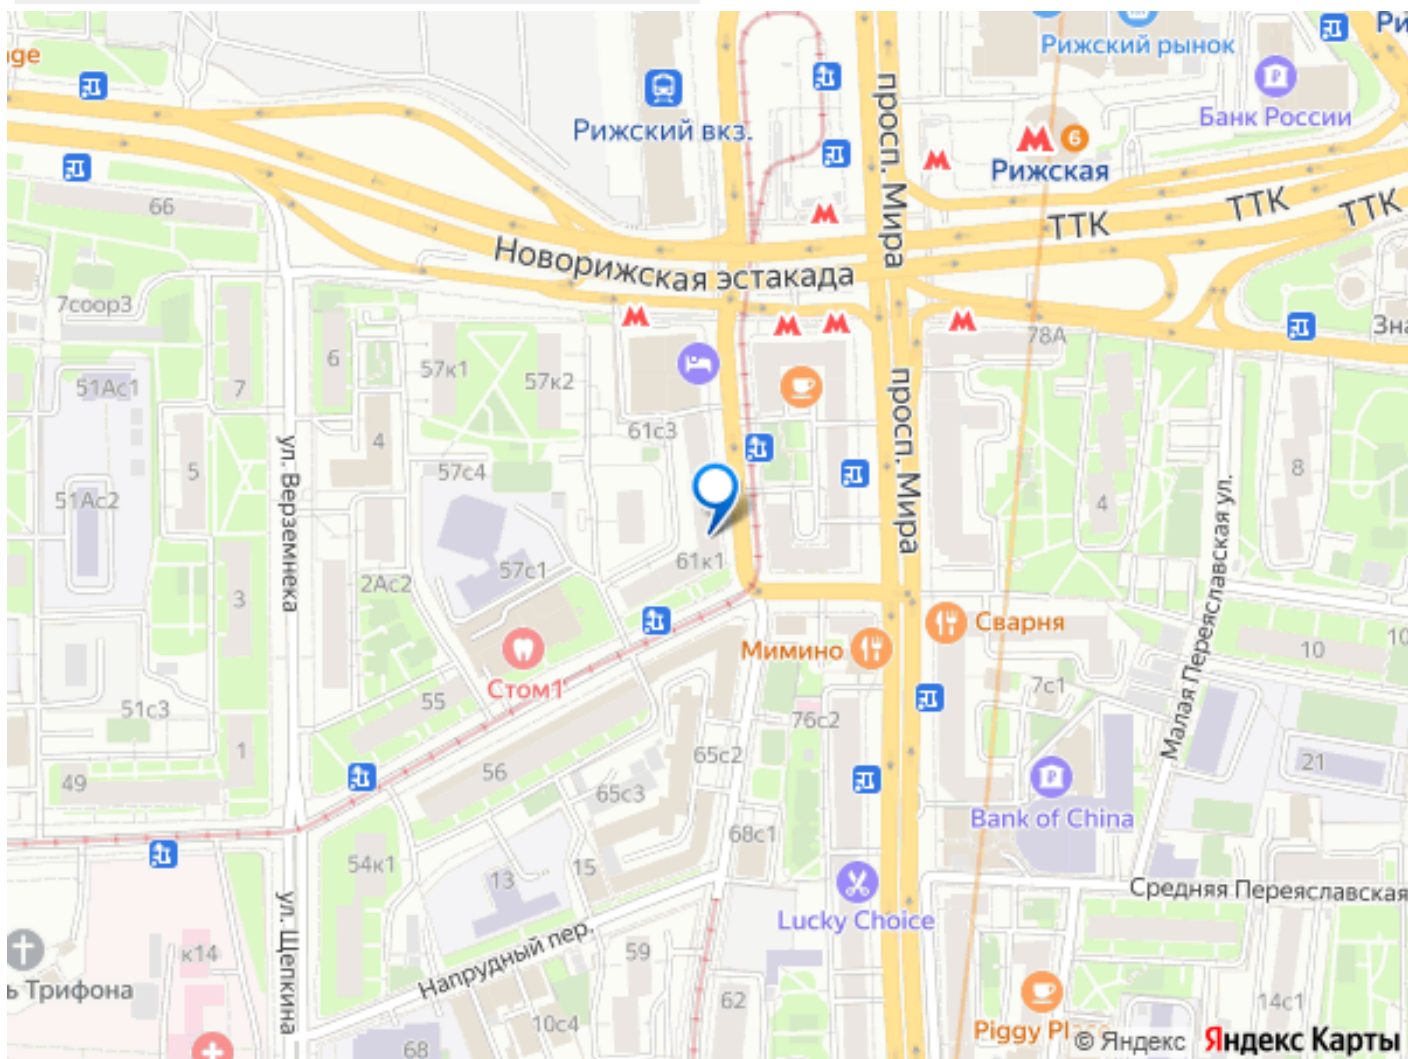 Ри
ge
Рижский рынок
Банк России
Рижский вкз.
просп. Мира
6
Рижская
66
ТТК
ТТК
ТТК
Новорижская эстакада
7соор3
78А
Зна
6
57к1
57к2
51Ас1
7
61с3
4
57с4
ул. Верземнека
просп. Мира
5
8
51Ас2
4
Малая Переяславская ул.
61к1
57с1
2Ас2
3
Сварня
Мимино
10
10
Стом1
7с1
55
51с3
76с2
1
65с2
21
56
49
65с3
Bank of China
68с1
54к1
15
13
Средняя Переяславская
Lucky Choice
ул. Щепкина
Напрудный пер.
59
к14
ь Трифона
62
14с1
10с4
Piggy Pl
68
© Яндекс Яндекс Карты